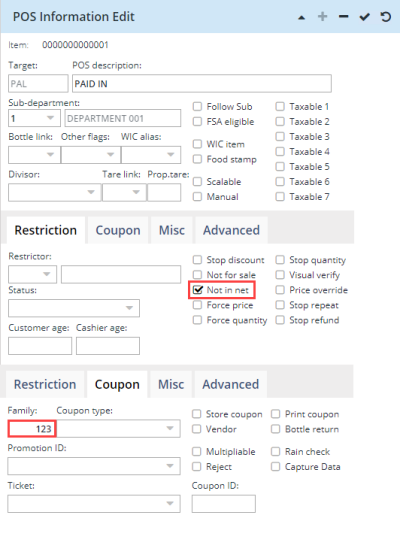 POS Information Edit
Item: 0000000000001
Target: POS description:
PAL PAID IN
Sub-department:
1 DEPARTMENT 001
Bottle link: Other flags: WIC alias:
Divisor: Tare link: Prop.tare:
Follow Sub
FSA eligible
WIC item
Food stamp
Scalable
Manual
Taxable 1
Taxable 2
Taxable 3
Taxable 4
Taxable 5
Taxable 6
Taxable 7
Restriction Coupon Misc Advanced
Restrictor:
Status:
Customer age: Cashier age:
Stop discount
Not for sale
Not in net
Force price
Force quantity
Stop quantity
Visual verify
Price override
Stop repeat
Stop refund
Restriction Coupon Misc Advanced
Family: Coupon type:
123
Promotion ID:
Ticket:
Store coupon
Vendor
Multipliable
Reject
Print coupon
Bottle return
Rain check
Capture Data
Coupon ID: